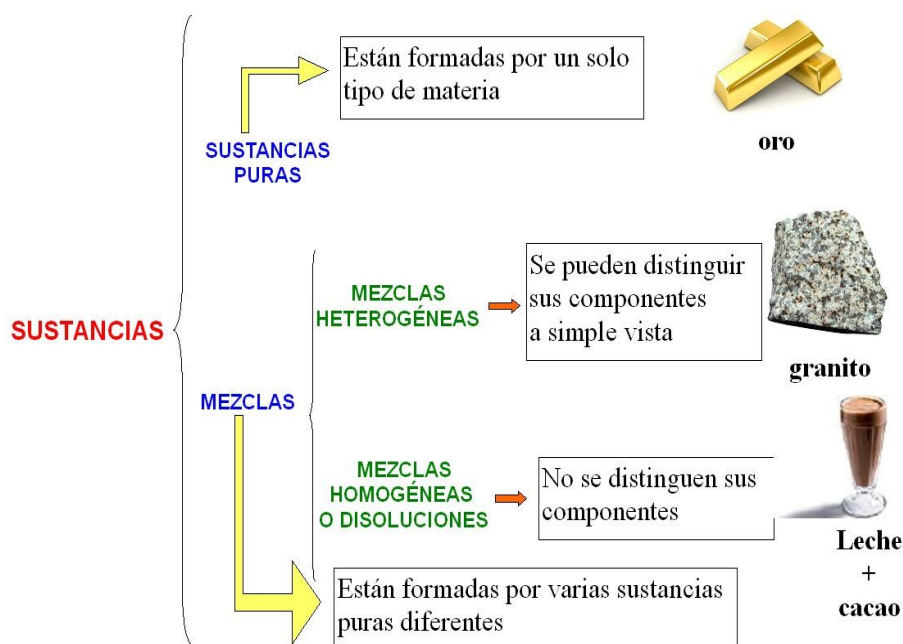 Están formadas por un solo
tipo de materia
oro
SUSTANCIAS
PURAS
Se pueden distinguir
sus componentes
a simple vista
MEZCLAS
HETEROGÉNEAS
granito
SUSTANCIAS
MEZCLAS
MEZCLAS
HOMOGÉNEAS
O DISOLUCIONES
No se distinguen sus
componentes
Leche
+
cacao
Están formadas por varias sustancias
puras diferentes